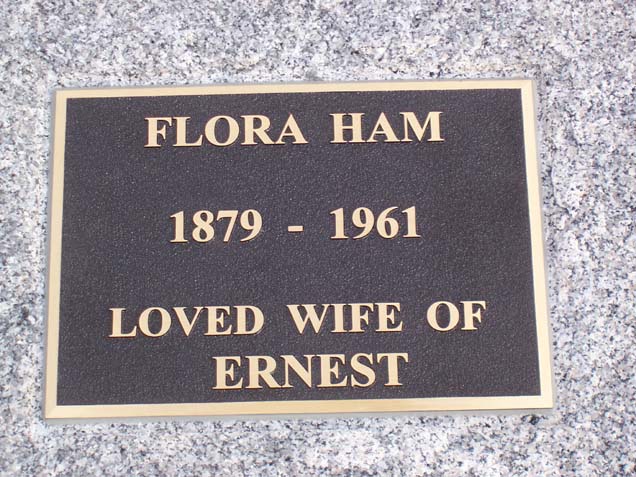 FLORA HAM
1879 - 1961
LOVED WIFE OF
ERNEST